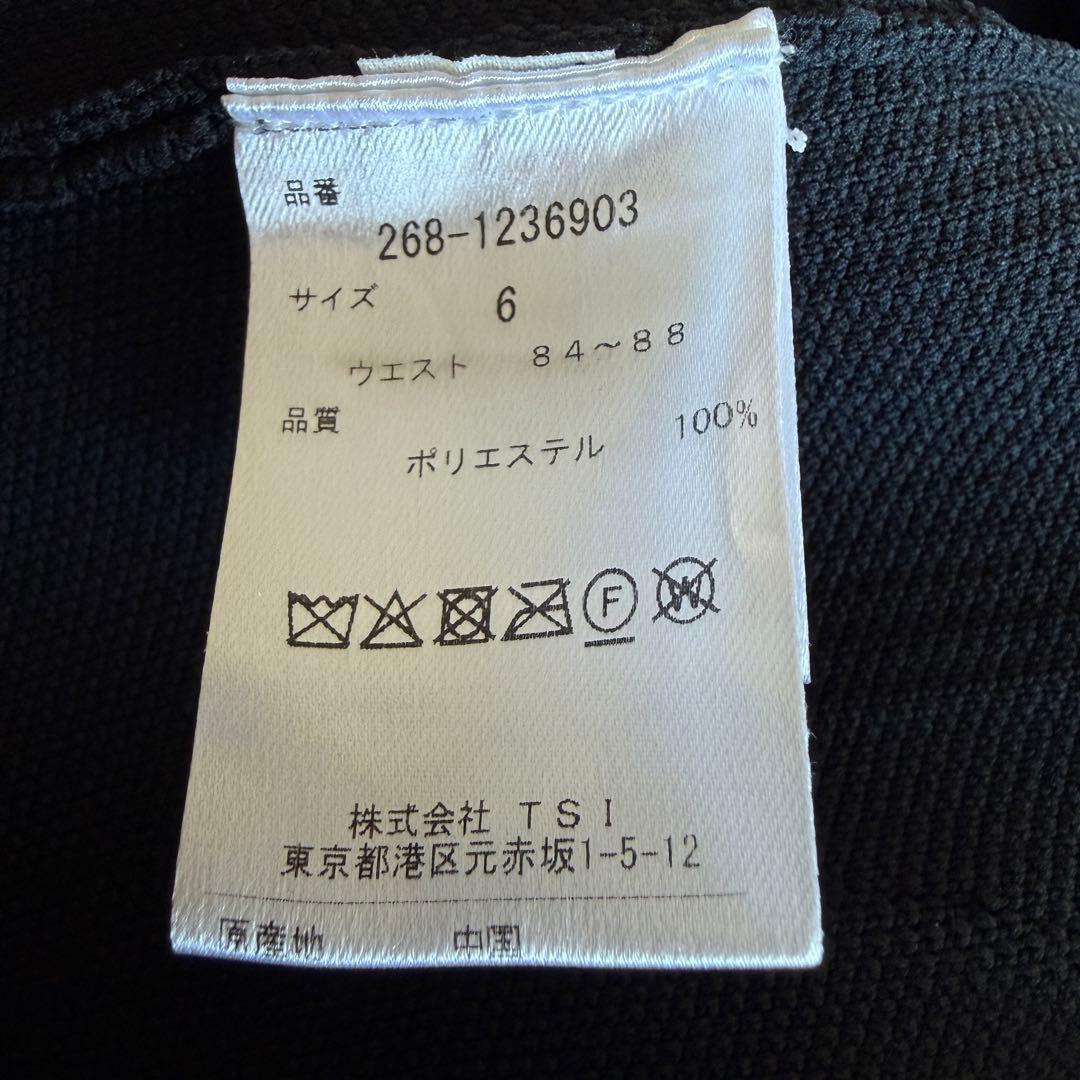 品番
268-1236903
サイズ 6
ウエスト 84～88
品質
ポリエステル 100%
F
W
株式会社 TSI
東京都港区元赤坂1-5-12
原産地 中国